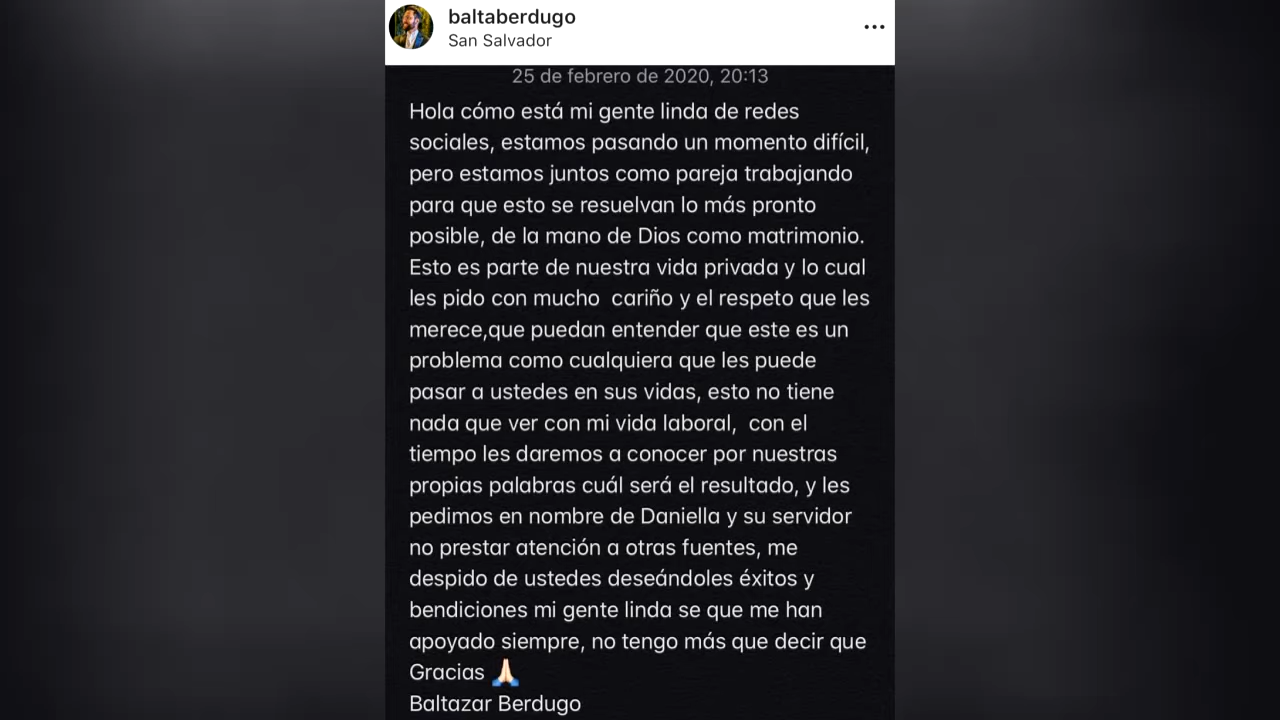 baltaberdugo
San Salvador
25 de febrero de 2020, 20:13
Hola cómo está mi gente linda de redes
sociales, estamos pasando un momento difícil,
pero estamos juntos como pareja trabajando
para que esto se resuelvan lo más pronto
posible, de la mano de Dios como matrimonio.
Esto es parte de nuestra vida privada y lo cual
les pido con mucho  cariño y el respeto que les
merece,que puedan entender que este es un
problema como cualquiera que les puede
pasar a ustedes en sus vidas, esto no tiene
nada que ver con mi vida laboral,  con el
tiempo les daremos a conocer por nuestras
propias palabras cuál será el resultado, y les
pedimos en nombre de Daniella y su servidor
no prestar atención a otras fuentes, me
despido de ustedes deseándoles éxitos y
bendiciones mi gente linda se que me han
apoyado siempre, no tengo más que decir que
Gracias 🙏🏻
Baltazar Berdugo